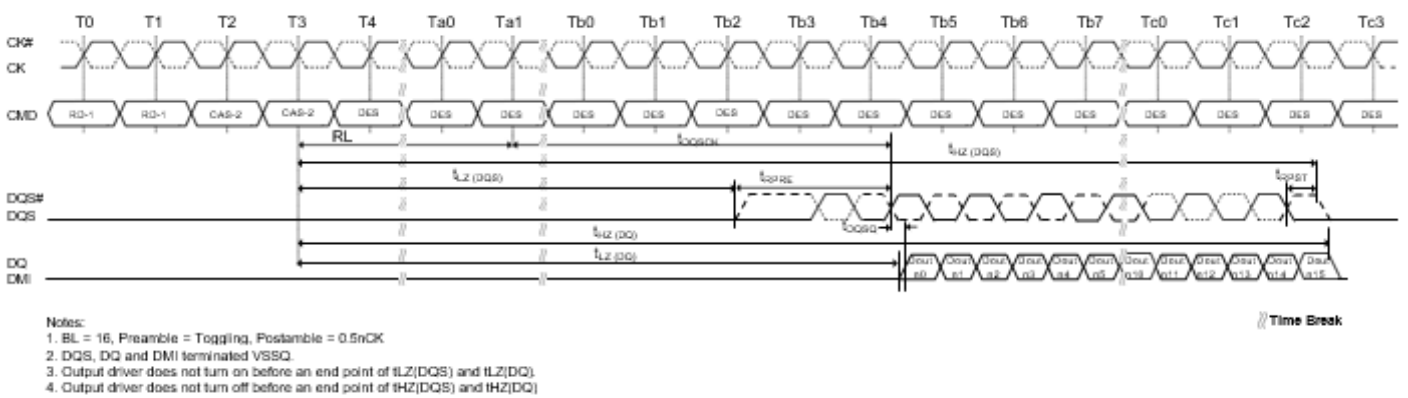 T0 T1 T2 T3 T4 Ta0 Ta1 Tb0 Tb1 Tb2 Tb3 Tb4 Tb5 Tb6 Tb7 Tc0 Tc1 Tc2 Tc3
CK#
CK
CMD RD-1 RD-1 CAS-2 CAS-2 DES DES DES DES DES DES DES DES DES DES DES DES DES DES DES
RL tDQSCK tHZ (DQS)
tLZ (DQS) tRPRE tRPST
DQS#
DQS
tDQSQ
tHZ (DQ)
tLZ (DQ)
DQ Dout Dout Dout Dout Dout Dout Dout Dout Dout Dout Dout Dout
n0 n1 n2 n3 n4 n5 n10 n11 n12 n13 n14 n15
DMI
Notes:
1. BL = 16, Preamble = Toggling, Postamble = 0.5nCK
2. DQS, DQ and DMI terminated VSSQ.
3. Output driver does not turn on before an end point of tLZ(DQS) and tLZ(DQ).
4. Output driver does not turn off before an end point of tHZ(DQS) and tHZ(DQ)
Time Break